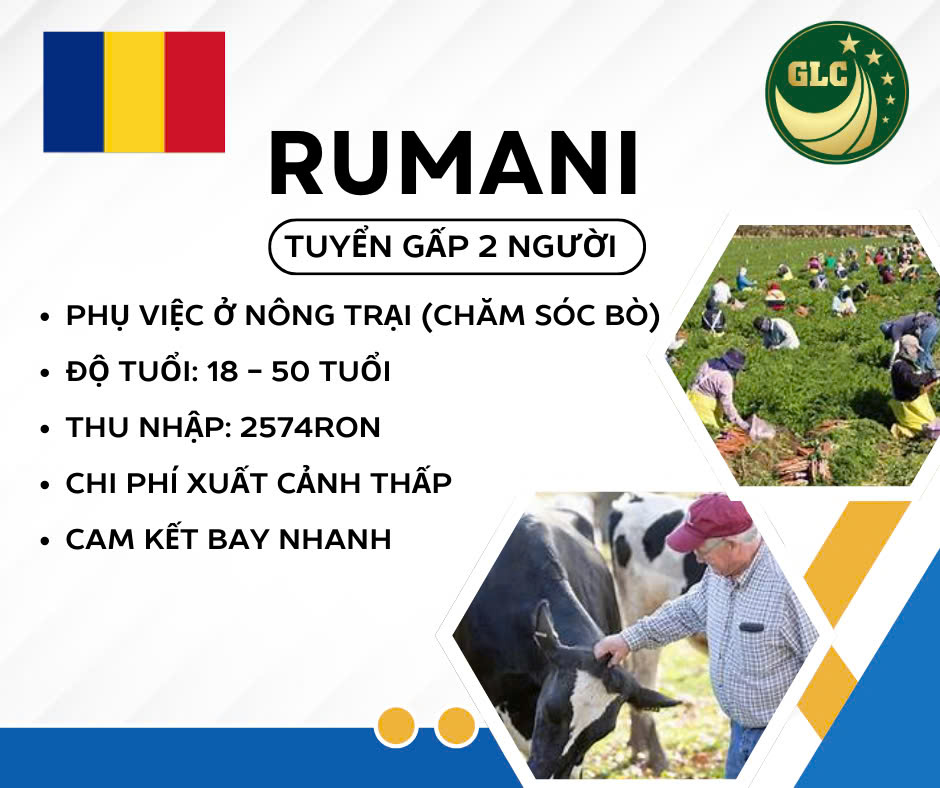 GLC
RUMANI
TUYỂN GẤP 2 NGƯỜI
• PHỤ VIỆC Ở NÔNG TRẠI (CHĂM SÓC BÒ)
• ĐỘ TUỔI: 18 – 50 TUỔI
• THU NHẬP: 2574RON
• CHI PHÍ XUẤT CẢNH THẤP
• CAM KẾT BAY NHANH